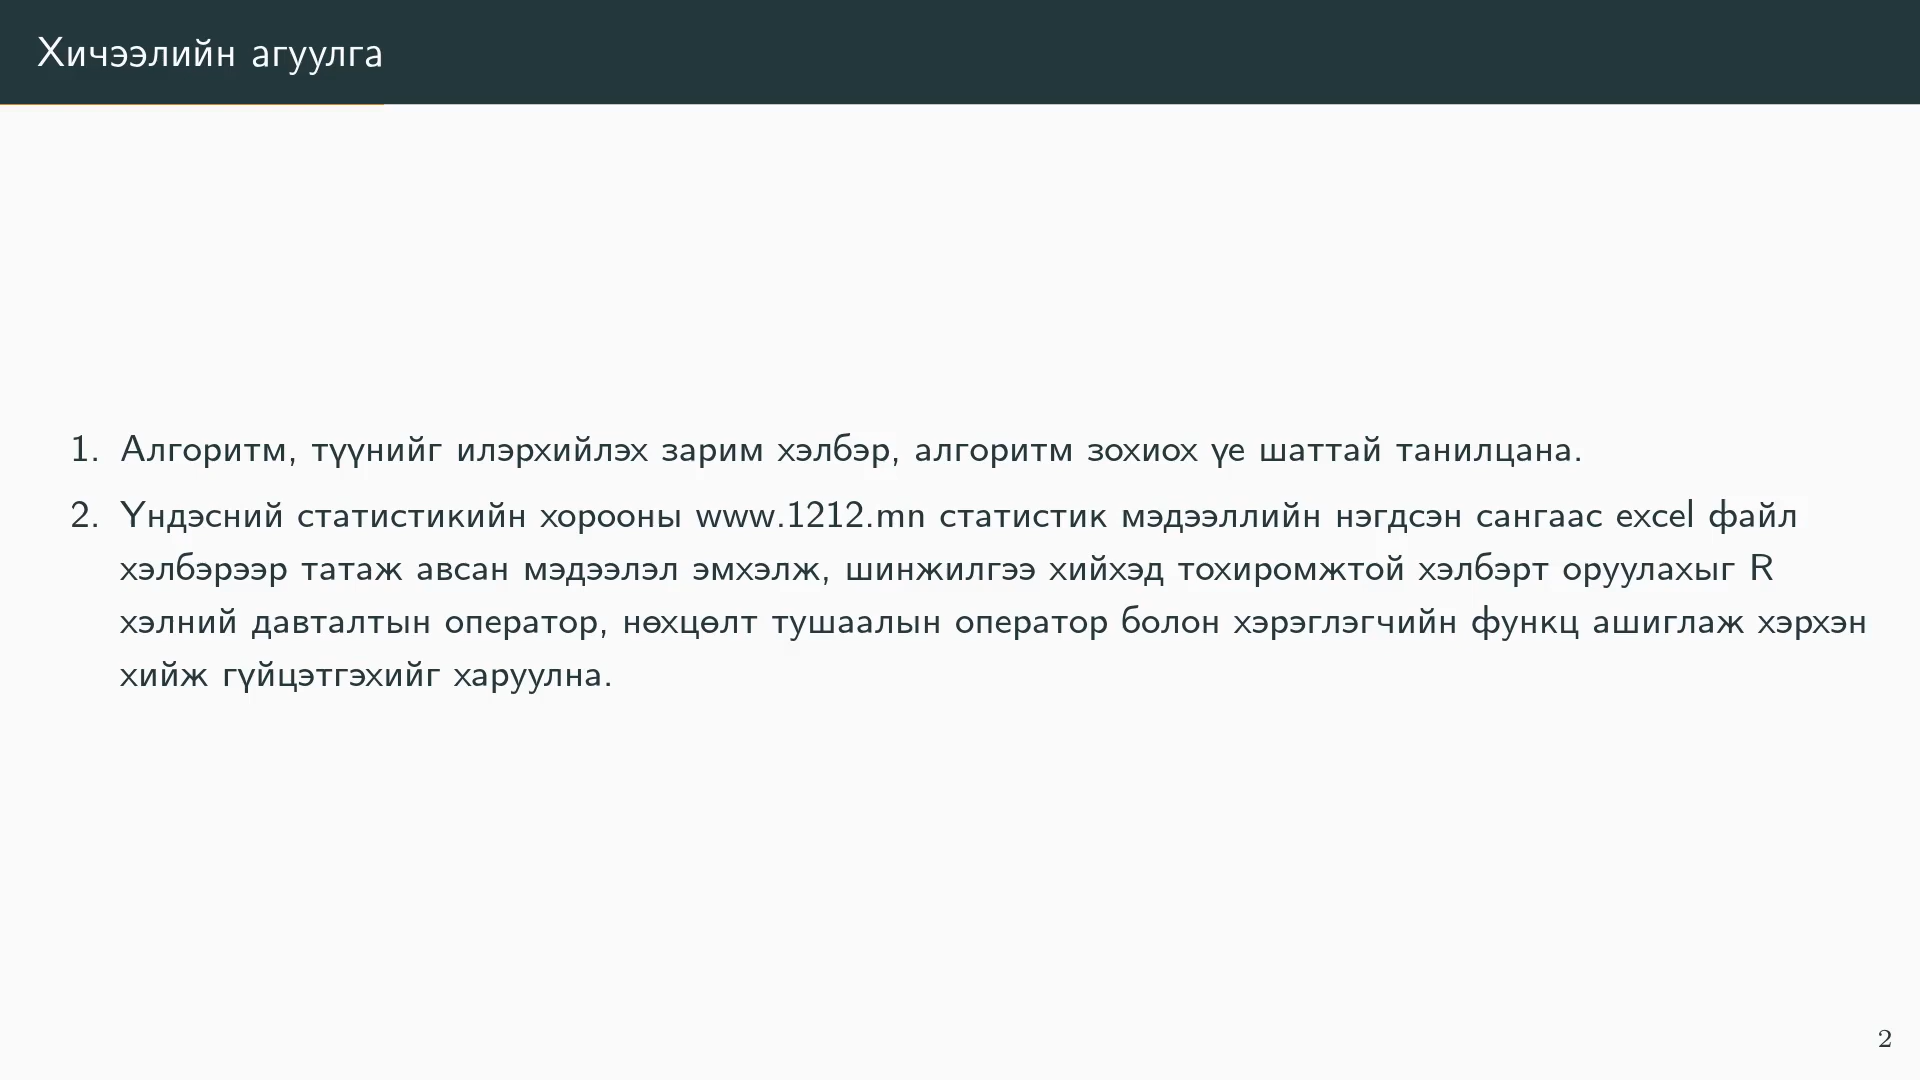 Хичээлийн агуулга
1. Алгоритм, түүнийг илэрхийлэх зарим хэлбэр, алгоритм зохиох үе шаттай танилцана.
2. Үндэсний статистикийн хорооны www.1212.mn статистик мэдээллийн нэгдсэн сангаас excel файл
хэлбэрээр татаж авсан мэдээлэл эмхэлж, шинжилгээ хийхэд тохиромжтой хэлбэрт оруулахыг R
хэлний давталтын оператор, нөхцөлт тушаалын оператор болон хэрэглэгчийн функц ашиглаж хэрхэн
хийж гүйцэтгэхийг харуулна.
2